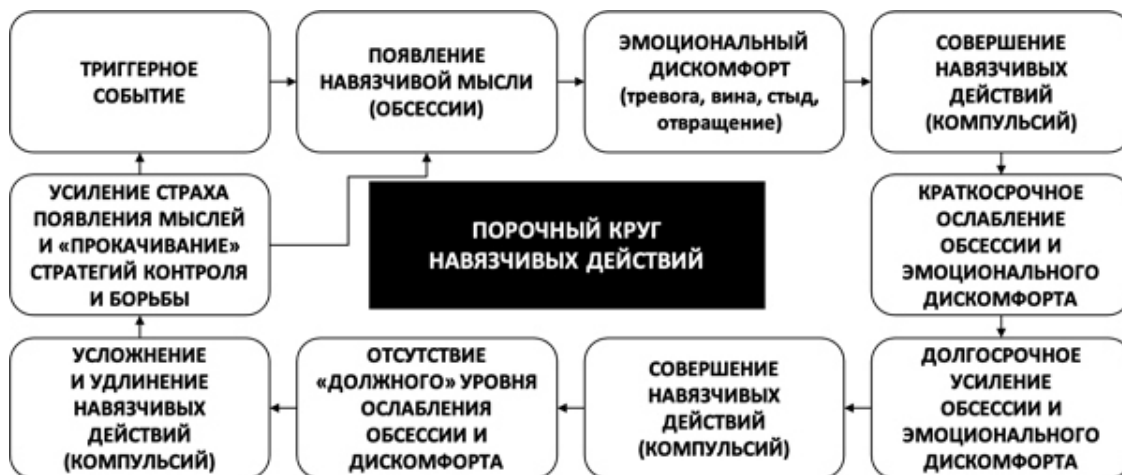 ТРИГГЕРНОЕ
СОБЫТИЕ
ПОЯВЛЕНИЕ
НАВЯЗЧИВОЙ МЫСЛИ
(ОБСЕССИИ)
ЭМОЦИОНАЛЬНЫЙ
ДИСКОМФОРТ
(тревога, вина, стыд,
отвращение)
СОВЕРШЕНИЕ
НАВЯЗЧИВЫХ
ДЕЙСТВИЙ
(КОМПУЛЬСИЙ)
УСИЛЕНИЕ СТРАХА
ПОЯВЛЕНИЯ МЫСЛЕЙ
И «ПРОКАЧИВАНИЕ»
СТРАТЕГИЙ КОНТРОЛЯ
И БОРЬБЫ
ПОРОЧНЫЙ КРУГ
НАВЯЗЧИВЫХ ДЕЙСТВИЙ
КРАТКОСРОЧНОЕ
ОСЛАБЛЕНИЕ
ОБСЕССИИ И
ЭМОЦИОНАЛЬНОГО
ДИСКОМФОРТА
УСЛОЖНЕНИЕ
И УДЛИНЕНИЕ
НАВЯЗЧИВЫХ
ДЕЙСТВИЙ
(КОМПУЛЬСИЙ)
ОТСУТСТВИЕ
«ДОЛЖНОГО» УРОВНЯ
ОСЛАБЛЕНИЯ
ОБСЕССИИ И
ДИСКОМФОРТА
СОВЕРШЕНИЕ
НАВЯЗЧИВЫХ
ДЕЙСТВИЙ
(КОМПУЛЬСИЙ)
ДОЛГОСРОЧНОЕ
УСИЛЕНИЕ
ОБСЕССИИ И
ЭМОЦИОНАЛЬНОГО
ДИСКОМФОРТА